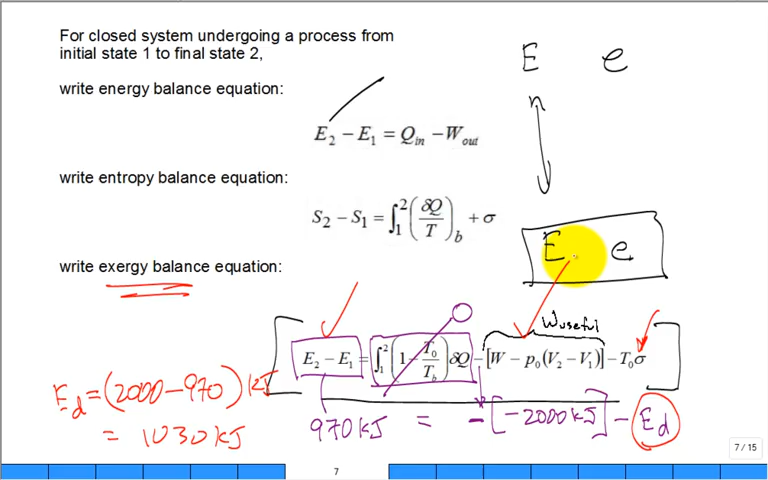 For closed system undergoing a process from
initial state 1 to final state 2,
E e
write energy balance equation:
E₂ − E₁ = Q_in − W_out
write entropy balance equation:
S₂ − S₁ = ∫₁² (δQ/T)_b + σ
E e
write exergy balance equation:
Wuseful
0
E₂ − E₁ = ∫₁² (1 − T₀/T_b) δQ − [W − p₀(V₂ − V₁)] − T₀σ
E_d = (2000 − 970) kJ
= 1030 kJ
970 kJ = − [−2000 kJ] − E_d
7 / 15
7